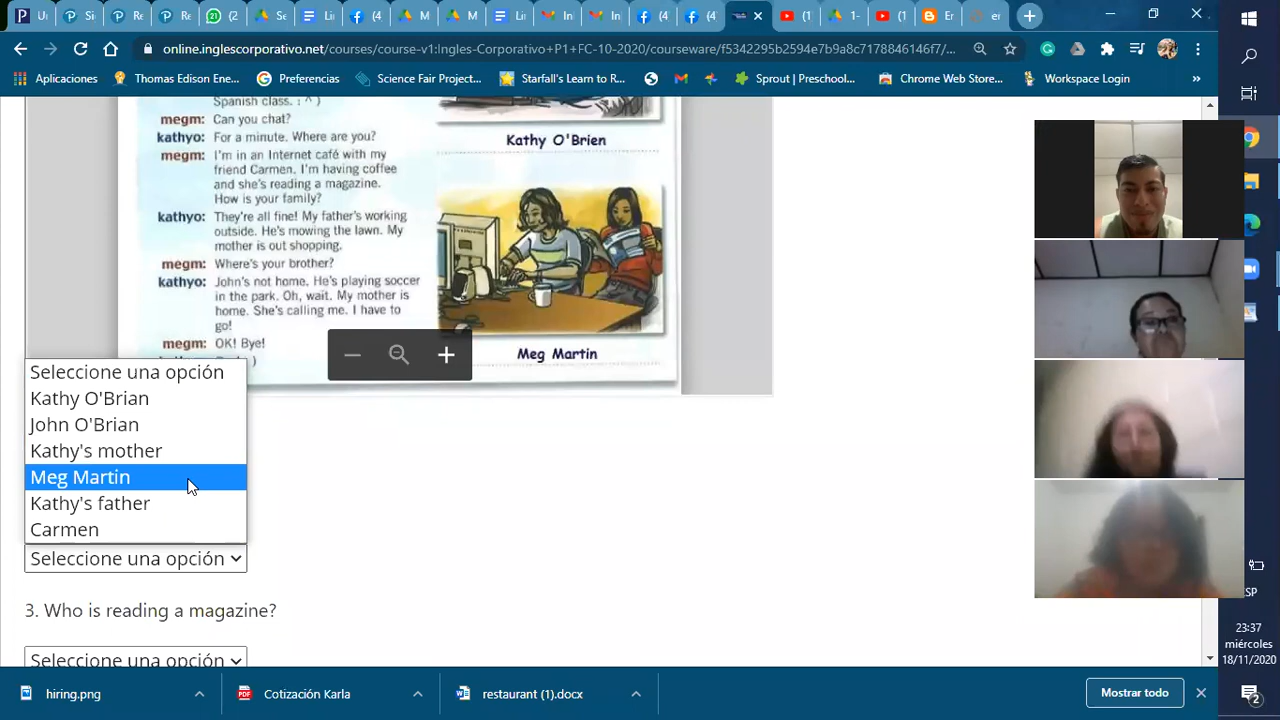 online.inglescorporativo.net/courses/course-v1:Ingles-Corporativo+P1+FC-10-2020/courseware/f5342295b2594e7b9a8c7178846146f7/...
Aplicaciones
Thomas Edison Ene...
Preferencias
Science Fair Project...
Starfall's Learn to R...
Sprout | Preschool...
Chrome Web Store...
Workspace Login
»
Spanish class. : ^ )
megm: Can you chat?
kathyo: For a minute. Where are you?
megm: I'm in an Internet café with my
friend Carmen. I'm having coffee
and she's reading a magazine.
How is your family?
kathyo: They're all fine! My father's working
outside. He's mowing the lawn. My
mother is out shopping.
megm: Where's your brother?
kathyo: John's not home. He's playing soccer
in the park. Oh, wait. My mother is
home. She's calling me. I have to
go!
megm: OK! Bye!
Kathy O'Brien
Meg Martin
Seleccione una opción
Kathy O'Brian
John O'Brian
Kathy's mother
Meg Martin
Kathy's father
Carmen
Seleccione una opción
3. Who is reading a magazine?
Seleccione una opción
hiring.png
Cotización Karla
restaurant (1).docx
Mostrar todo
ESP
23:37
miércoles
18/11/2020
2